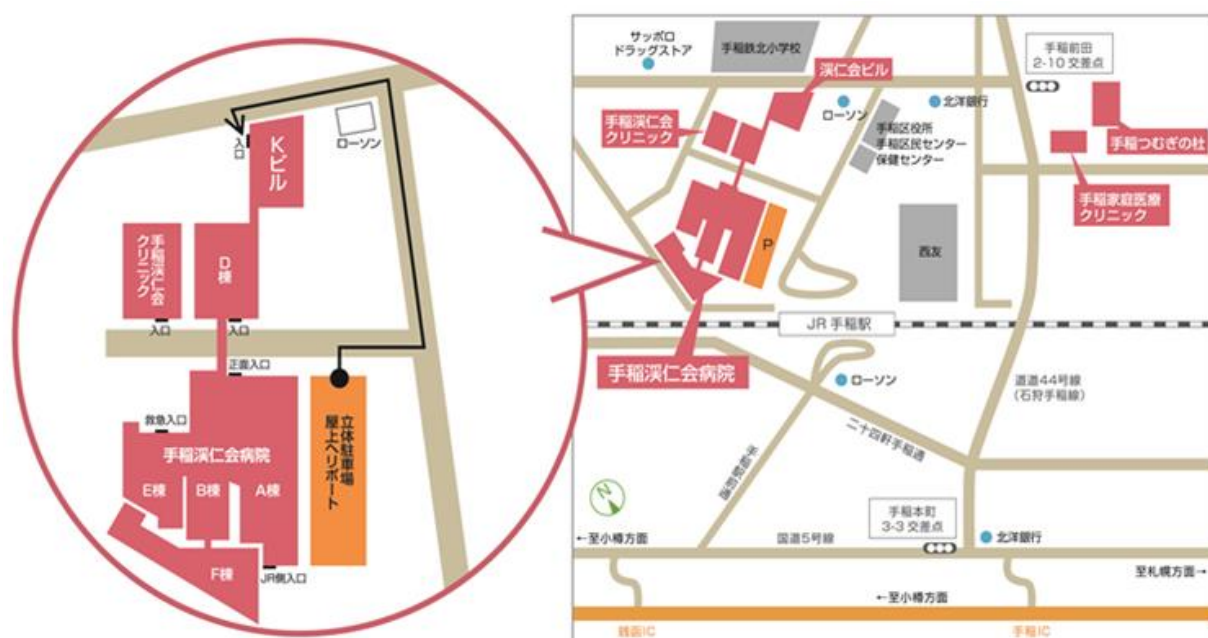 入口
Kビル
ローソン
手稲渓仁会
クリニック
D棟
入口
入口
正面入口
救急入口
手稲渓仁会病院
E棟
B棟
A棟
F棟
JR側入口
立体駐車場
屋上ヘリポート
サッポロ
ドラッグストア
手稲鉄北小学校
渓仁会ビル
手稲渓仁会
クリニック
ローソン
北洋銀行
手稲区役所
手稲区民センター
保健センター
手稲前田
2-10 交差点
手稲つむぎの杜
手稲家庭医療
クリニック
P
西友
JR 手稲駅
手稲渓仁会病院
ローソン
道道44号線
(石狩手稲線)
二十四軒手稲通
手稲駅前通
N
手稲本町
3-3 交差点
北洋銀行
←至小樽方面
国道5号線
至札幌方面→
←至小樽方面
銭函IC
手稲IC